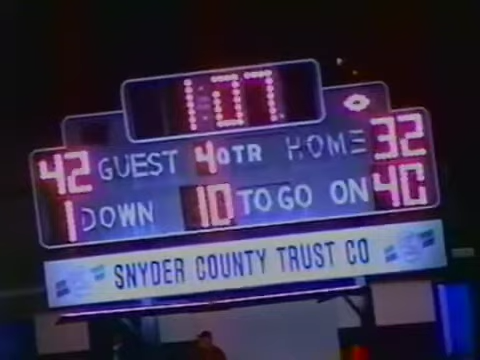 1:07
42 GUEST 4 QTR HOME 32
1 DOWN 10 TO GO ON 40
SNYDER COUNTY TRUST CO